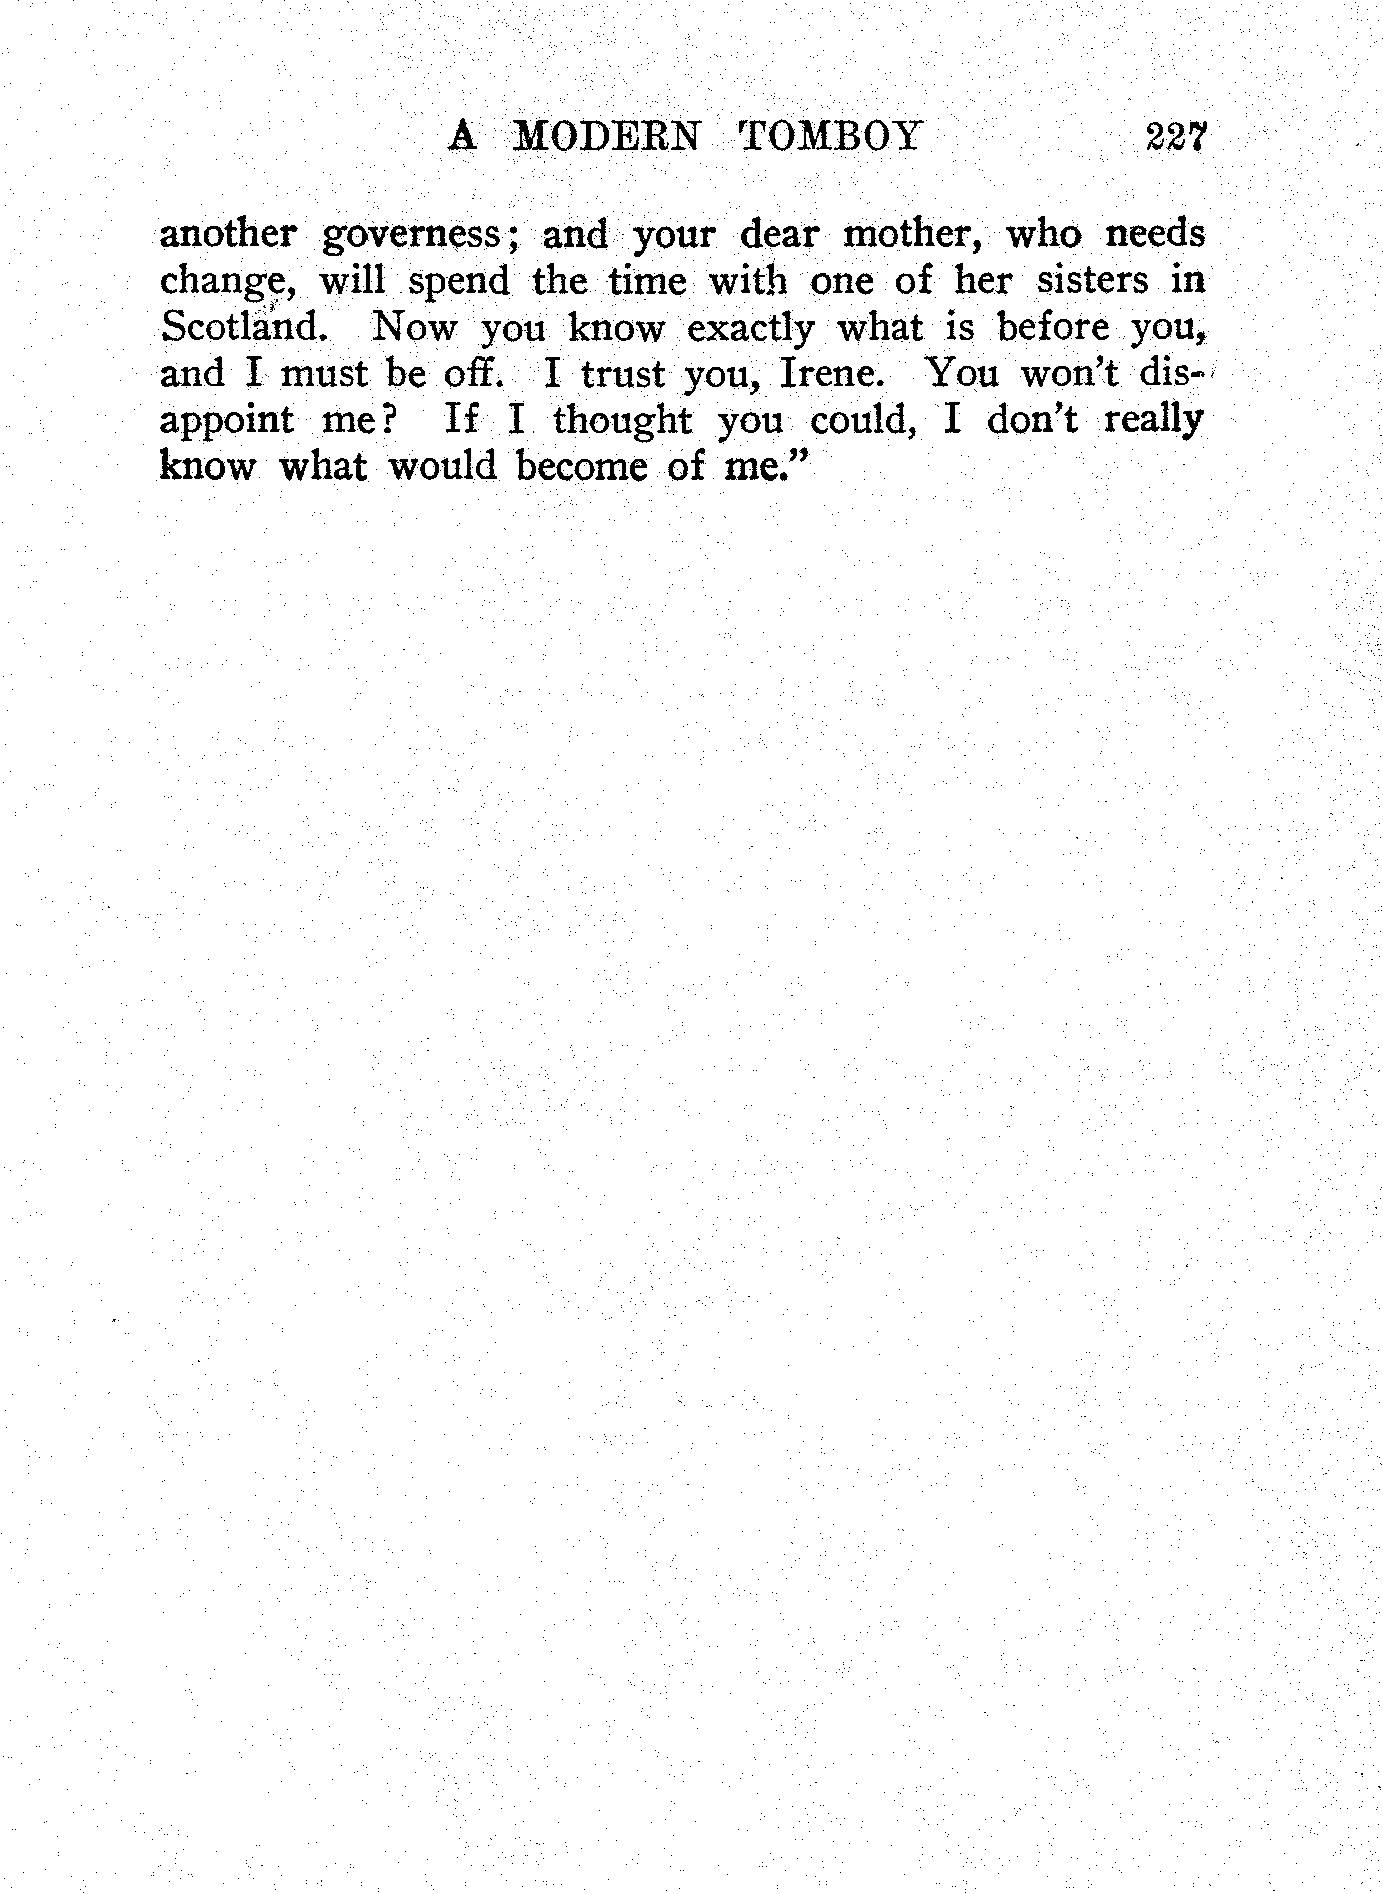 A MODERN TOMBOY 227
another governess; and your dear mother, who needs
change, will spend the time with one of her sisters in
Scotland. Now you know exactly what is before you,
and I must be off. I trust you, Irene. You won't dis-
appoint me? If I thought you could, I don't really
know what would become of me."